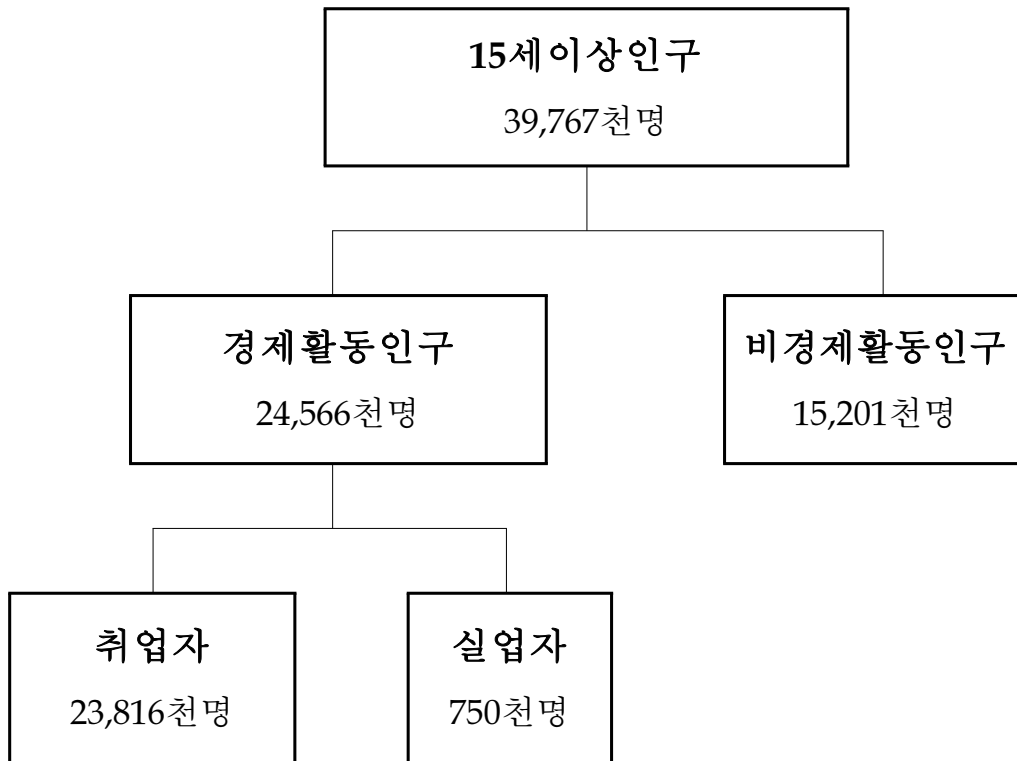 15세이상인구
39,767천명
경제활동인구
24,566천명
비경제활동인구
15,201천명
취업자
23,816천명
실업자
750천명